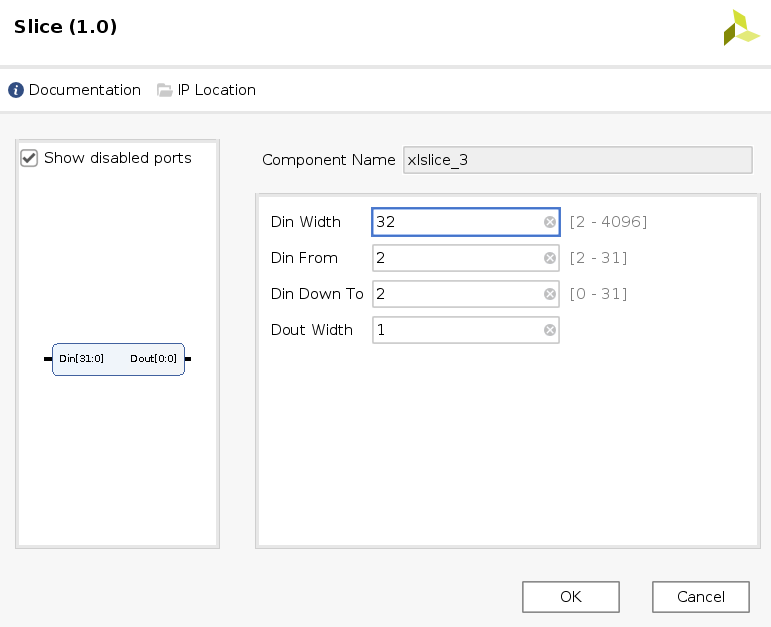 Slice (1.0)
Documentation IP Location
Show disabled ports
Din[31:0] Dout[0:0]
Component Name xlslice_3
Din Width 32 [2 - 4096]
Din From 2 [2 - 31]
Din Down To 2 [0 - 31]
Dout Width 1
OK Cancel